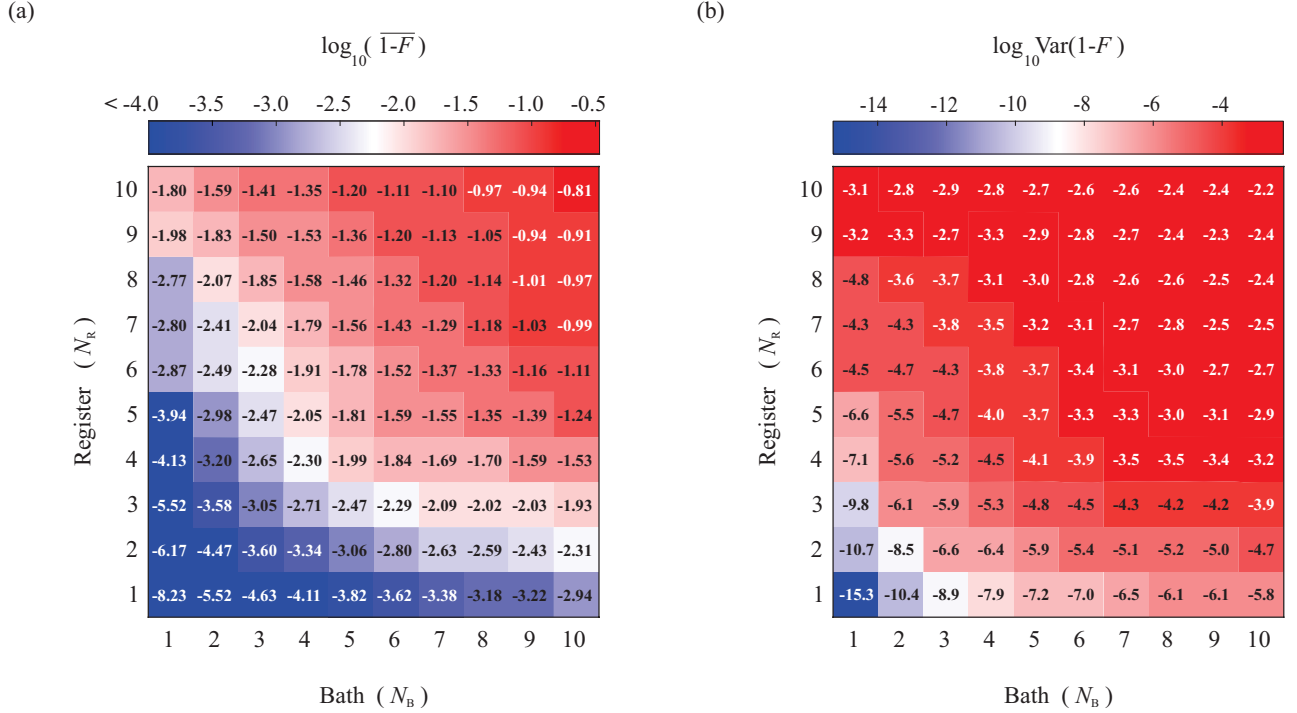 (a)
log10( 1-F )
< -4.0 -3.5 -3.0 -2.5 -2.0 -1.5 -1.0 -0.5
10 -1.80 -1.59 -1.41 -1.35 -1.20 -1.11 -1.10 -0.97 -0.94 -0.81
9 -1.98 -1.83 -1.50 -1.53 -1.36 -1.20 -1.13 -1.05 -0.94 -0.91
8 -2.77 -2.07 -1.85 -1.58 -1.46 -1.32 -1.20 -1.14 -1.01 -0.97
7 -2.80 -2.41 -2.04 -1.79 -1.56 -1.43 -1.29 -1.18 -1.03 -0.99
6 -2.87 -2.49 -2.28 -1.91 -1.78 -1.52 -1.37 -1.33 -1.16 -1.11
5 -3.94 -2.98 -2.47 -2.05 -1.81 -1.59 -1.55 -1.35 -1.39 -1.24
4 -4.13 -3.20 -2.65 -2.30 -1.99 -1.84 -1.69 -1.70 -1.59 -1.53
3 -5.52 -3.58 -3.05 -2.71 -2.47 -2.29 -2.09 -2.02 -2.03 -1.93
2 -6.17 -4.47 -3.60 -3.34 -3.06 -2.80 -2.63 -2.59 -2.43 -2.31
1 -8.23 -5.52 -4.63 -4.11 -3.82 -3.62 -3.38 -3.18 -3.22 -2.94
1 2 3 4 5 6 7 8 9 10
Register ( NR )
Bath ( NB )
(b)
log10Var(1-F)
-14 -12 -10 -8 -6 -4
10 -3.1 -2.8 -2.9 -2.8 -2.7 -2.6 -2.6 -2.4 -2.4 -2.2
9 -3.2 -3.3 -2.7 -3.3 -2.9 -2.8 -2.7 -2.4 -2.3 -2.4
8 -4.8 -3.6 -3.7 -3.1 -3.0 -2.8 -2.6 -2.6 -2.5 -2.4
7 -4.3 -4.3 -3.8 -3.5 -3.2 -3.1 -2.7 -2.8 -2.5 -2.5
6 -4.5 -4.7 -4.3 -3.8 -3.7 -3.4 -3.1 -3.0 -2.7 -2.7
5 -6.6 -5.5 -4.7 -4.0 -3.7 -3.3 -3.3 -3.0 -3.1 -2.9
4 -7.1 -5.6 -5.2 -4.5 -4.1 -3.9 -3.5 -3.5 -3.4 -3.2
3 -9.8 -6.1 -5.9 -5.3 -4.8 -4.5 -4.3 -4.2 -4.2 -3.9
2 -10.7 -8.5 -6.6 -6.4 -5.9 -5.4 -5.1 -5.2 -5.0 -4.7
1 -15.3 -10.4 -8.9 -7.9 -7.2 -7.0 -6.5 -6.1 -6.1 -5.8
1 2 3 4 5 6 7 8 9 10
Register ( NR )
Bath ( NB )